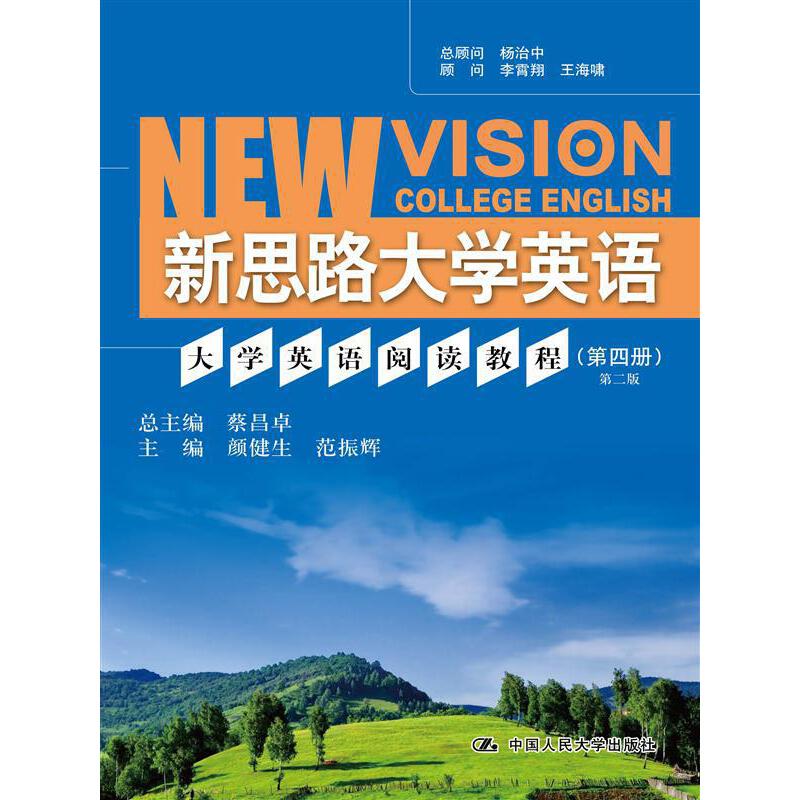 总顾问 杨治中
顾 问 李霄翔 王海啸
NEW VISION
COLLEGE ENGLISH
新思路大学英语
大学英语阅读教程(第四册)
第二版
总主编 蔡昌卓
主 编 颜健生 范振辉
中国人民大学出版社